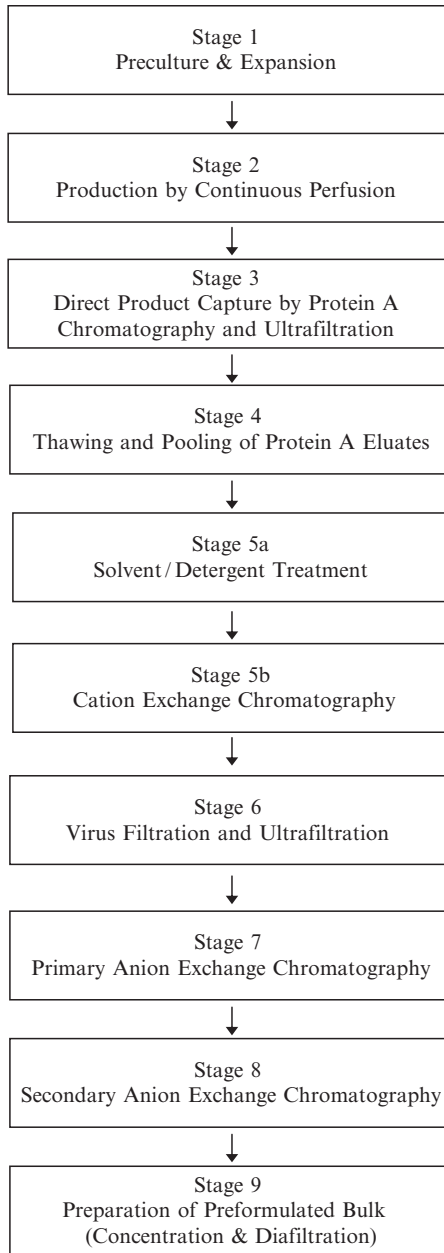 Stage 1
Preculture & Expansion
Stage 2
Production by Continuous Perfusion
Stage 3
Direct Product Capture by Protein A
Chromatography and Ultrafiltration
Stage 4
Thawing and Pooling of Protein A Eluates
Stage 5a
Solvent/Detergent Treatment
Stage 5b
Cation Exchange Chromatography
Stage 6
Virus Filtration and Ultrafiltration
Stage 7
Primary Anion Exchange Chromatography
Stage 8
Secondary Anion Exchange Chromatography
Stage 9
Preparation of Preformulated Bulk
(Concentration & Diafiltration)